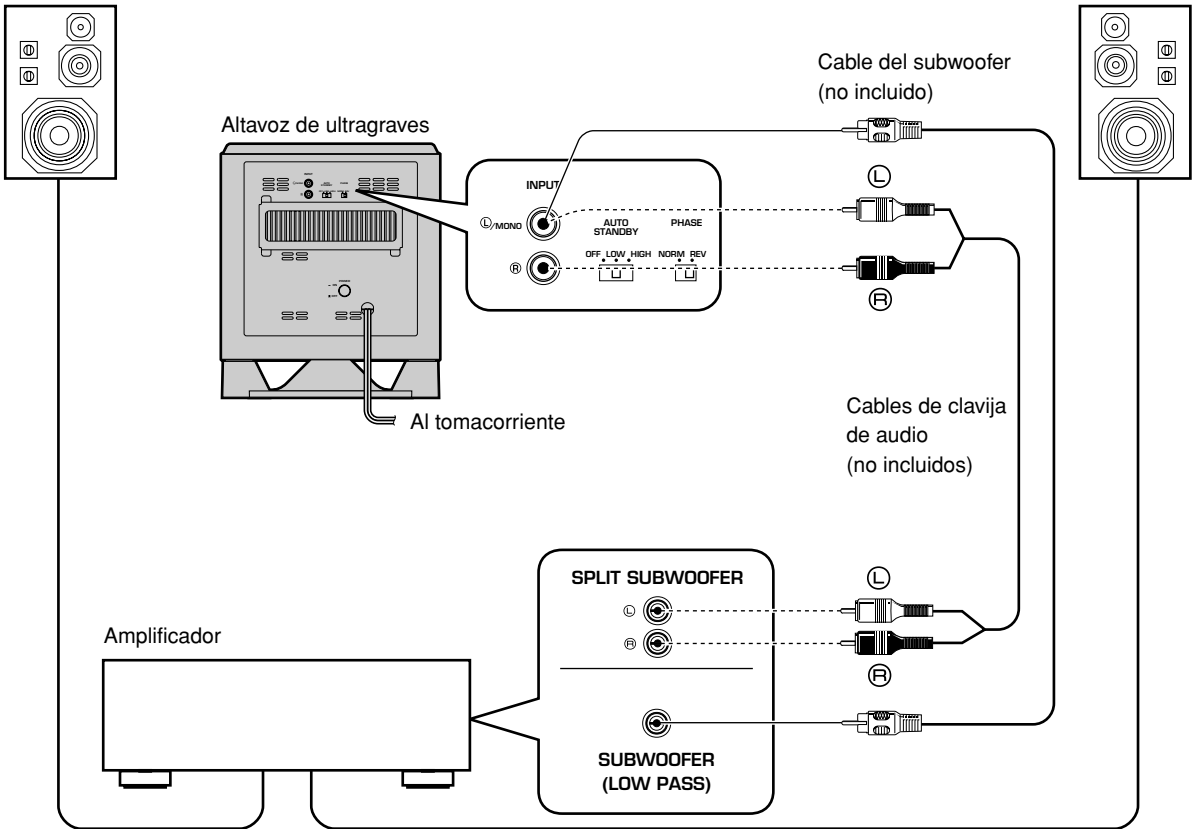 Cable del subwoofer
(no incluido)
Altavoz de ultragraves
INPUT
L/MONO
R
AUTO
STANDBY
OFF LOW HIGH
PHASE
NORM REV
L
R
Al tomacorriente
Cables de clavija
de audio
(no incluidos)
SPLIT SUBWOOFER
L
R
L
R
Amplificador
SUBWOOFER
(LOW PASS)